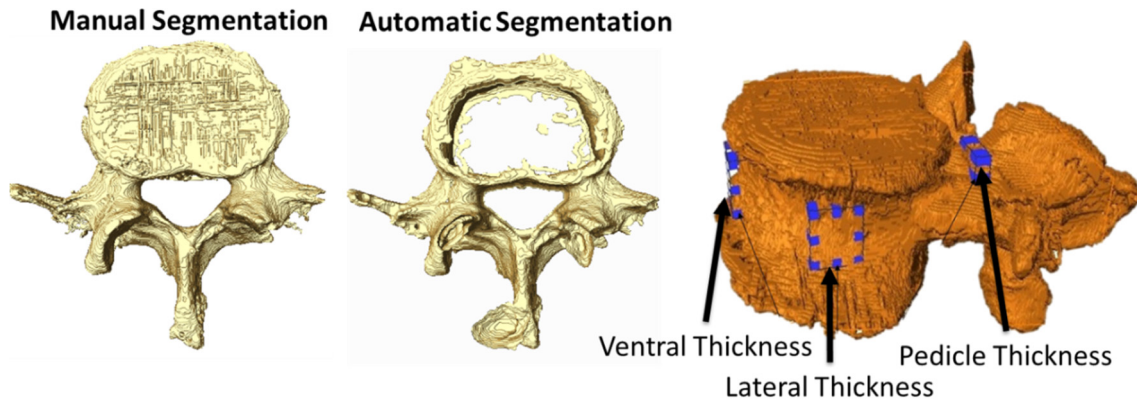 Manual Segmentation
Automatic Segmentation
Ventral Thickness
Lateral Thickness
Pedicle Thickness